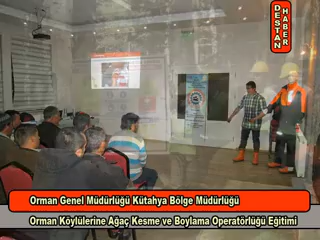 DESTAN
HABER
Orman Genel Müdürlüğü Kütahya Bölge Müdürlüğü
Orman Köylülerine Ağaç Kesme ve Boylama Operatörlüğü Eğitimi